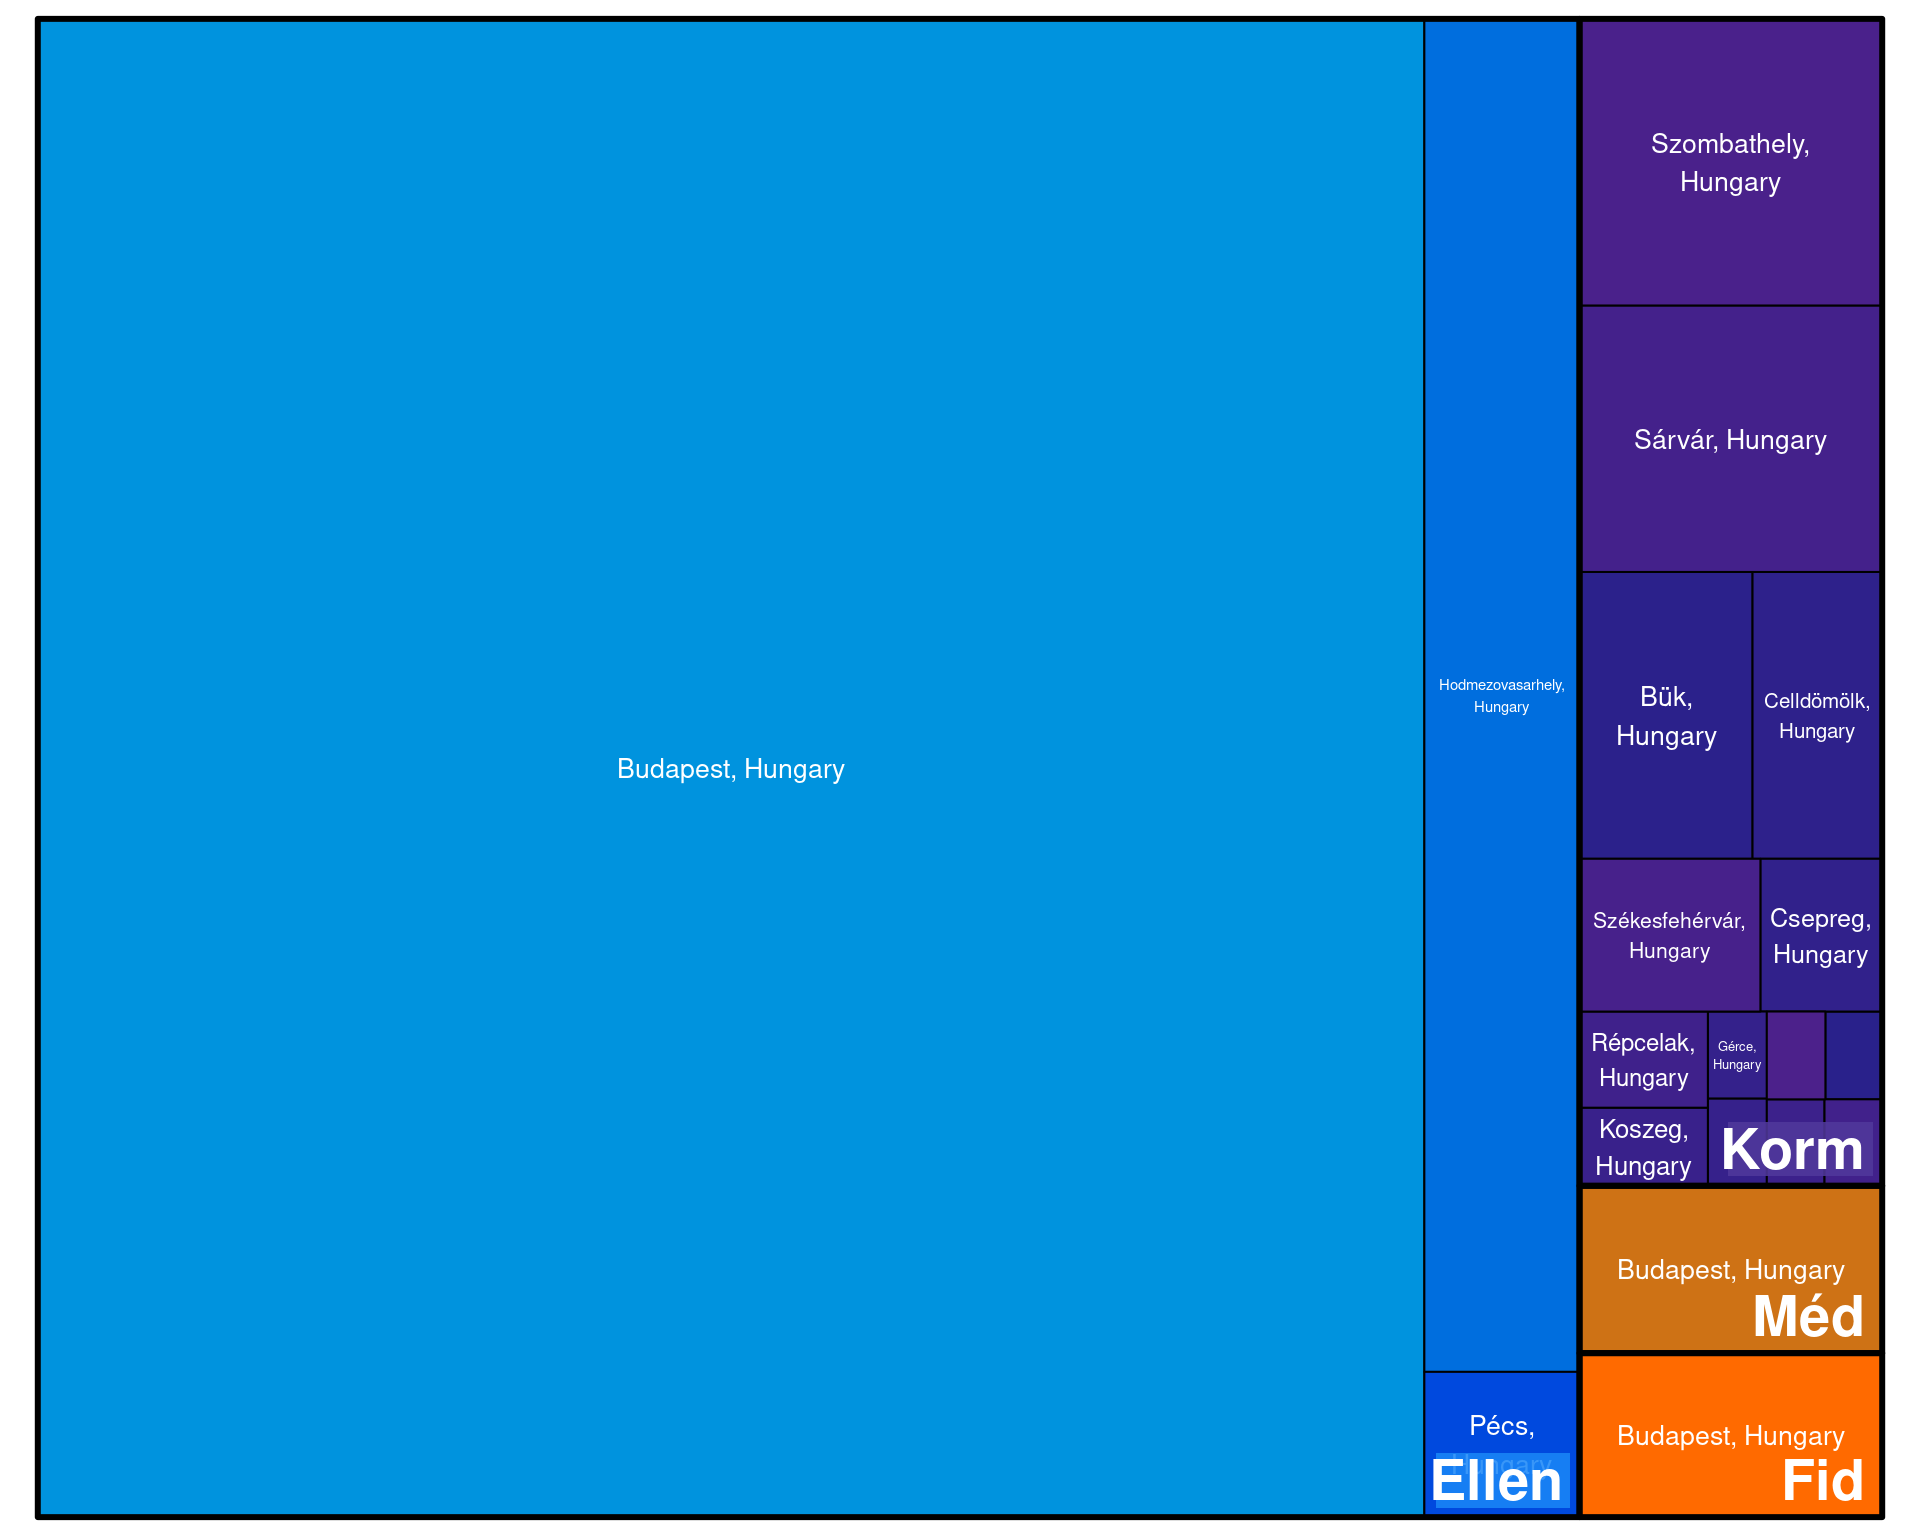 Budapest, Hungary
Hodmezovasarhely,
Hungary
Pécs,
Hungary
Ellen
Szombathely,
Hungary
Sárvár, Hungary
Bük,
Hungary
Celldömölk,
Hungary
Székesfehérvár,
Hungary
Csepreg,
Hungary
Répcelak,
Hungary
Gérce,
Hungary
Koszeg,
Hungary
Korm
Budapest, Hungary
Méd
Budapest, Hungary
Fid